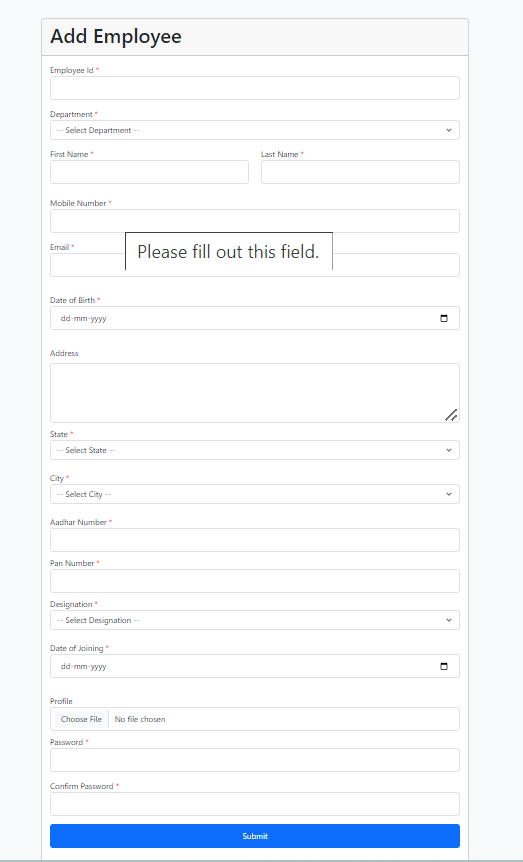 Add Employee
Employee Id *
Department *
-- Select Department --
First Name * Last Name *
Mobile Number *
Please fill out this field.
Email *
Date of Birth *
dd-mm-yyyy
Address
State *
-- Select State --
City *
-- Select City --
Aadhar Number *
Pan Number *
Designation *
-- Select Designation --
Date of Joining *
dd-mm-yyyy
Profile
Choose File No file chosen
Password *
Confirm Password *
Submit